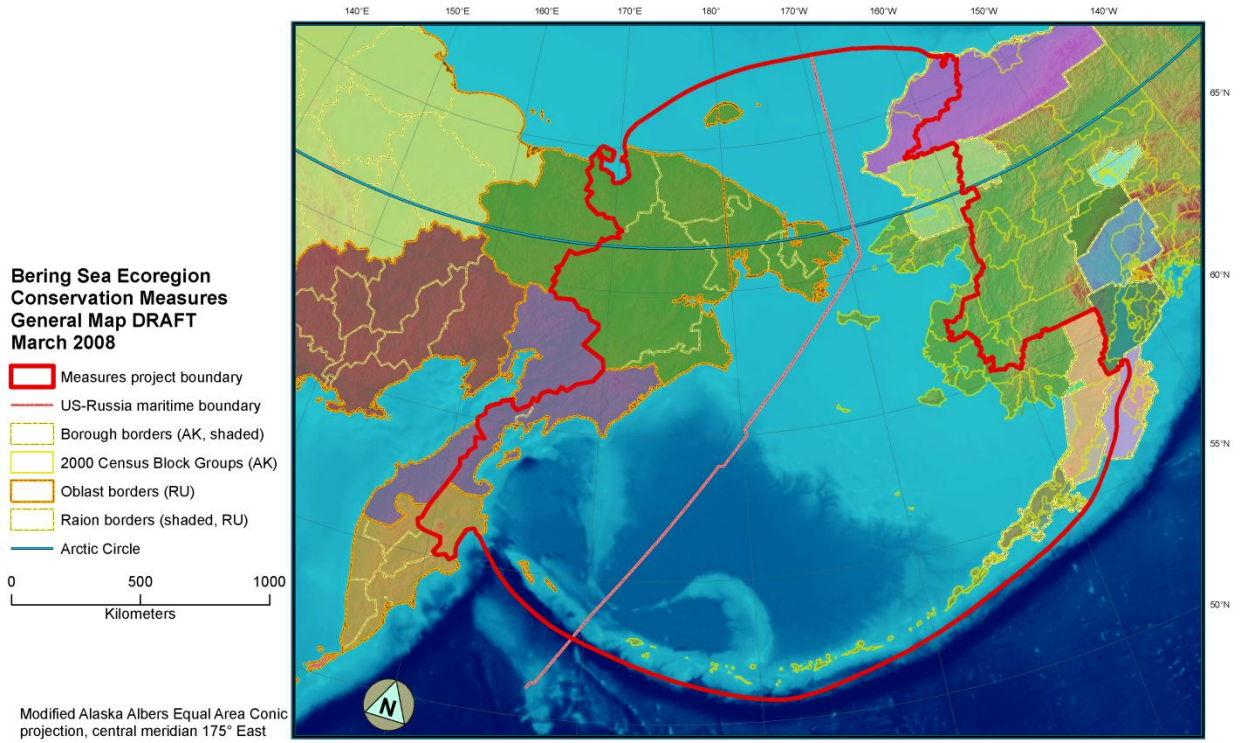 140°E 150°E 160°E 170°E 180° 170°W 160°W 150°W 140°W
65°N
60°N
55°N
50°N
Bering Sea Ecoregion
Conservation Measures
General Map DRAFT
March 2008
Measures project boundary
US-Russia maritime boundary
Borough borders (AK, shaded)
2000 Census Block Groups (AK)
Oblast borders (RU)
Raion borders (shaded, RU)
Arctic Circle
0 500 1000
Kilometers
N
Modified Alaska Albers Equal Area Conic
projection, central meridian 175° East